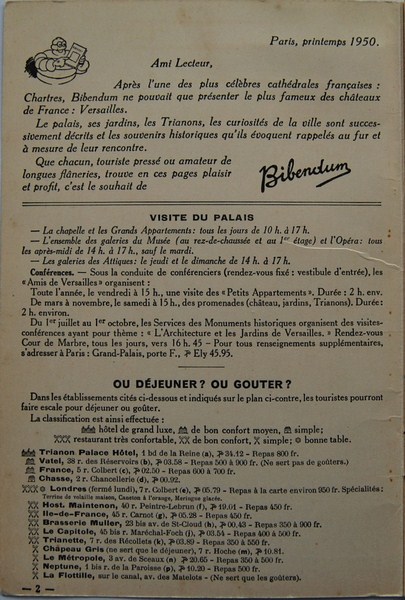 Paris, printemps 1950.
Ami Lecteur,
Après l'une des plus célèbres cathédrales françaises :
Chartres, Bibendum ne pouvait que présenter le plus fameux des châteaux
de France : Versailles.
Le palais, ses jardins, les Trianons, les curiosités de la ville sont succes-
sivement décrits et les souvenirs historiques qu'ils évoquent rappelés au fur et
à mesure de leur rencontre.
Que chacun, touriste pressé ou amateur de
longues flâneries, trouve en ces pages plaisir
et profit, c'est le souhait de
Bibendum
VISITE DU PALAIS
— La chapelle et les Grands Appartements : tous les jours de 10 h. à 17 h.
— L'ensemble des galeries du Musée (au rez-de-chaussée et au 1er étage) et l'Opéra : tous
les après-midi de 14 h. à 17 h., sauf le mardi.
— Les galeries des Attiques : le jeudi et le dimanche de 14 h. à 17 h.
Conférences. — Sous la conduite de conférenciers (rendez-vous fixé : vestibule d'entrée), les
«Amis de Versailles» organisent :
Toute l'année, le vendredi à 15 h., une visite des «Petits Appartements». Durée : 2 h. env.
De mars à novembre, le samedi à 15 h., des promenades (château, jardins, Trianons). Durée :
2 h. environ.
Du 1er juillet au 1er octobre, les Services des Monuments historiques organisent des visites-
conférences ayant pour thème : « L'Architecture et les Jardins de Versailles. » Rendez-vous
Cour de Marbre, tous les jours, vers 16 h. 45 - Pour tous renseignements supplémentaires,
s'adresser à Paris : Grand-Palais, porte F., Ely 45.95.
OU DÉJEUNER ? OU GOUTER ?
Dans les établissements cités ci-dessous et indiqués sur le plan ci-contre, les touristes pourront
faire escale pour déjeuner ou goûter.
La classification est ainsi effectuée :
hôtel de grand luxe, de bon confort moyen, simple ;
restaurant très confortable, de bon confort, simple ; bonne table.
Trianon Palace Hôtel, 1 bd de la Reine (a), 34.12 - Repas 800 fr.
Vatel, 38 r. des Réservoirs (b), 03.58 - Repas 500 à 900 fr. (Ne sert pas de goûters.)
France, 5 r. Colbert (c), 02.50 - Repas 600 à 700 fr.
Chasse, 2 r. Chancellerie (d), 00.92.
Londres (fermé lundi), 7 r. Colbert (e), 05.79 - Repas à la carte environ 950 fr. Spécialités :
Terrine de volaille maison, Caneton à l'orange, Meringue glacée.
Host. Maintenon, 40 r. Peintre-Lebrun (f), 19.01 - Repas 450 fr.
Ile-de-France, 45 r. Carnot (g), 05.28 - Repas 450 fr.
Brasserie Muller, 23 bis av. de St-Cloud (h), 00.43 - Repas 350 à 900 fr.
Le Capitole, 45 bis r. Maréchal-Foch (j), 03.54 - Repas 400 à 500 fr.
Trianette, 7 r. des Récollets (k), 03.89 - Repas 350 à 550 fr.
Châpeau Gris (ne sert que le déjeuner), 7 r. Hoche (m), 10.81.
Le Métropole, 3 av. de Sceaux (n), 20.65 - Repas 350 à 500 fr.
Neptune, 1 bis r. de la Paroisse (p), 10.20 - Repas 500 fr.
La Flottille, sur le canal, av. des Matelots - (Ne sert que les goûters).
— 2 —